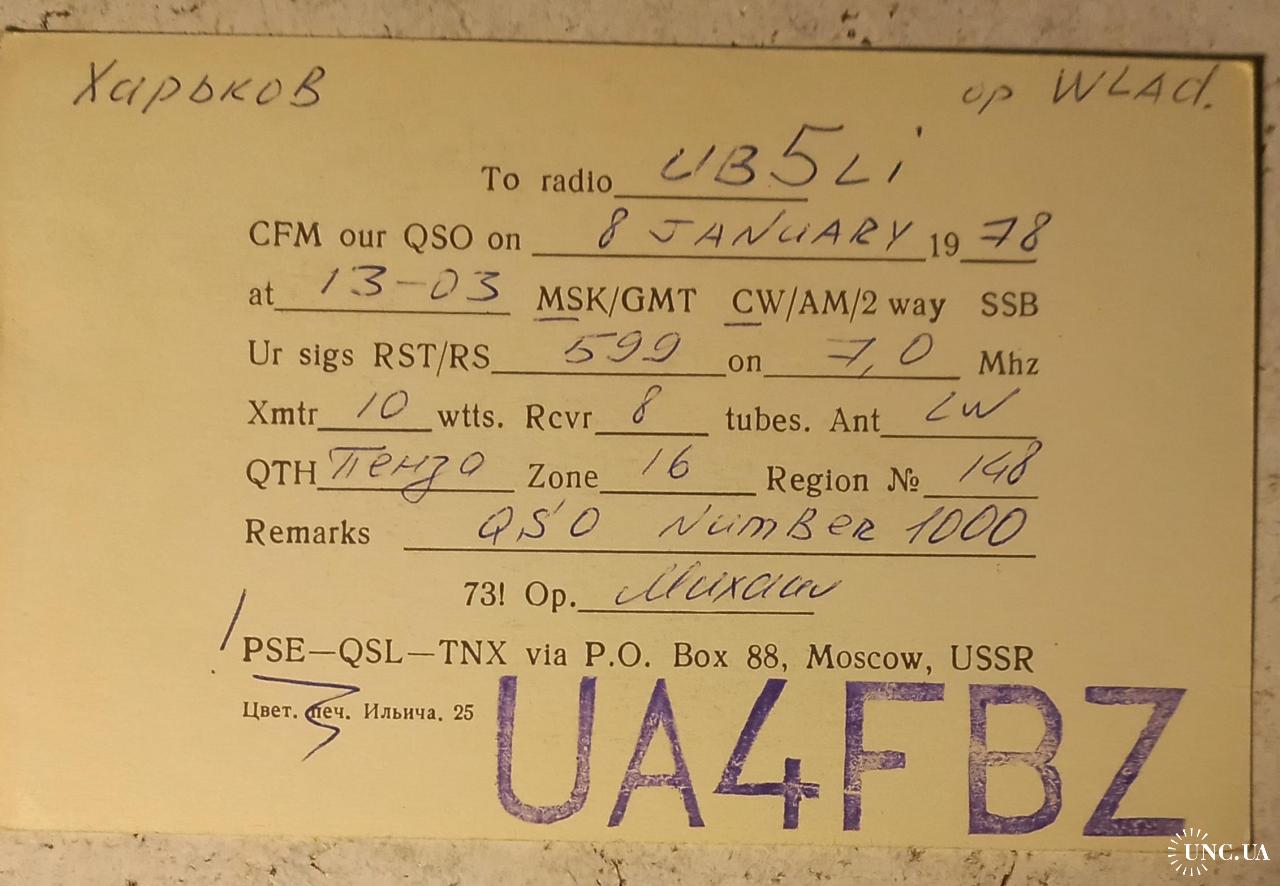 Харьков ор WLAd.
To radio UB5Li
CFM our QSO on 8 JANUARY 1978
at 13-03 MSK/GMT CW/AM/2 way SSB
Ur sigs RST/RS 599 on 7,0 Mhz
Xmtr 10 wtts. Rcvr 8 tubes. Ant LW
QTH Пенза Zone 16 Region № 148
Remarks QSO NumBer 1000
73! Op. Михаил
PSE—QSL—TNX via P.O. Box 88, Moscow, USSR
Цвет. печ. Ильича. 25
UA4FBZ
UNC.UA